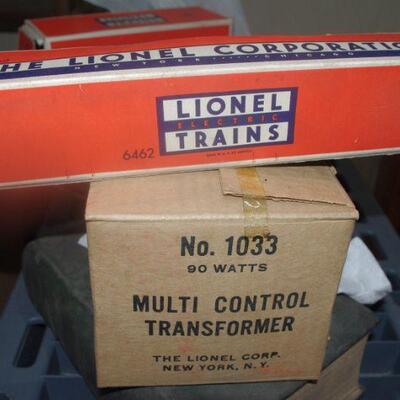 THE LIONEL CORPORATIO
NEW YORK CHICAGO
LIONEL
ELECTRIC
TRAINS
6462
No. 1033
90 WATTS
MULTI CONTROL
TRANSFORMER
THE LIONEL CORP.
NEW YORK, N.Y.